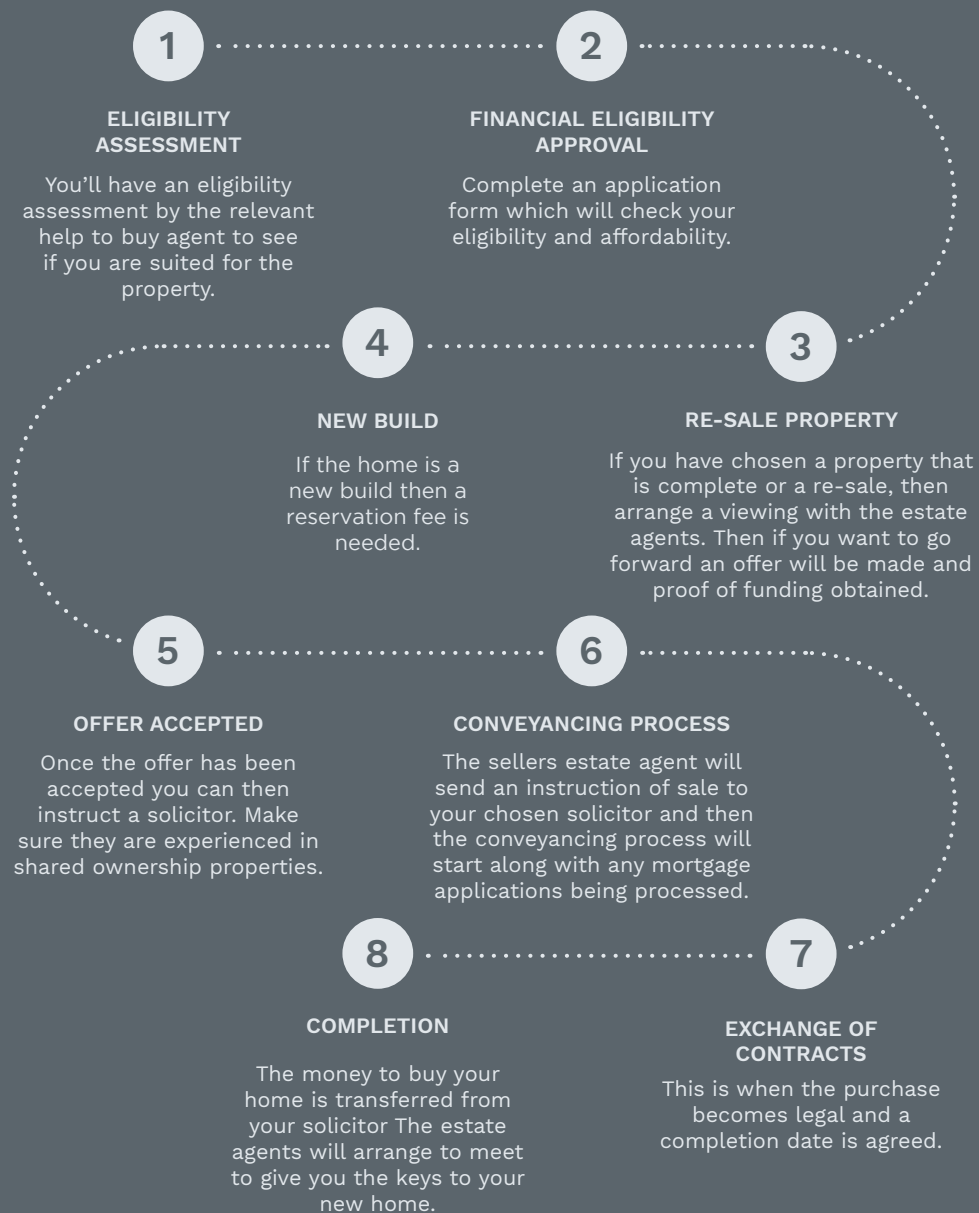 1
ELIGIBILITY
ASSESSMENT
You’ll have an eligibility
assessment by the relevant
help to buy agent to see
if you are suited for the
property.
2
FINANCIAL ELIGIBILITY
APPROVAL
Complete an application
form which will check your
eligibility and affordability.
3
RE-SALE PROPERTY
If you have chosen a property that
is complete or a re-sale, then
arrange a viewing with the estate
agents. Then if you want to go
forward an offer will be made and
proof of funding obtained.
4
NEW BUILD
If the home is a
new build then a
reservation fee is
needed.
5
OFFER ACCEPTED
Once the offer has been
accepted you can then
instruct a solicitor. Make
sure they are experienced in
shared ownership properties.
6
CONVEYANCING PROCESS
The sellers estate agent will
send an instruction of sale to
your chosen solicitor and then
the conveyancing process will
start along with any mortgage
applications being processed.
7
EXCHANGE OF
CONTRACTS
This is when the purchase
becomes legal and a
completion date is agreed.
8
COMPLETION
The money to buy your
home is transferred from
your solicitor The estate
agents will arrange to meet
to give you the keys to your
new home.